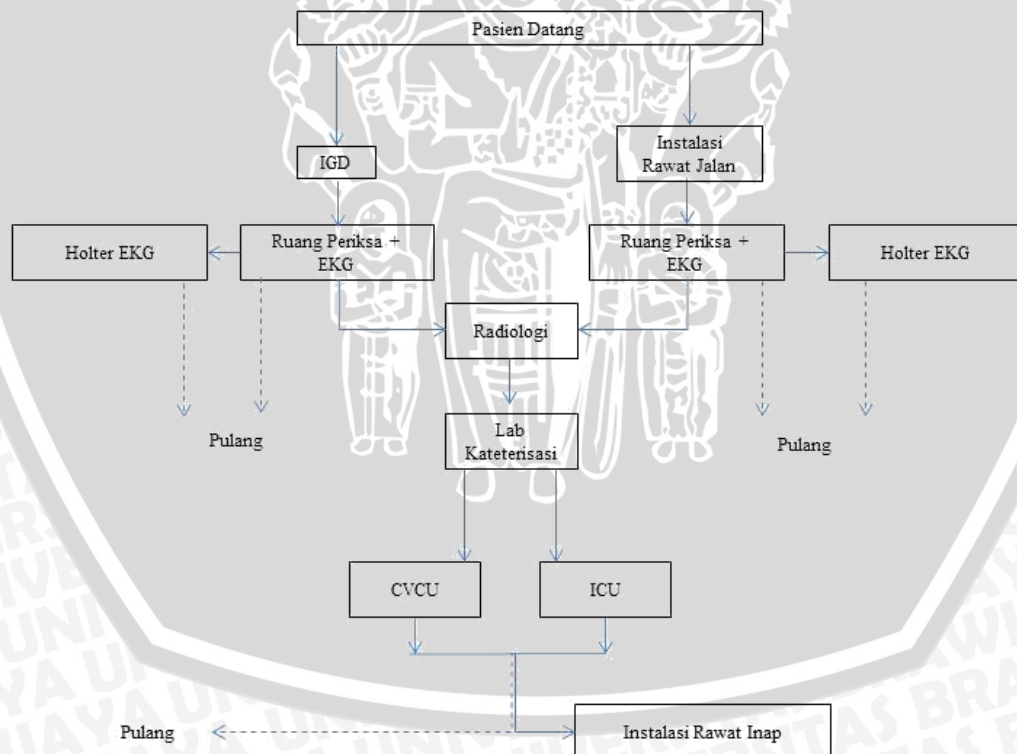 Pasien Datang
IGD
Instalasi
Rawat Jalan
Holter EKG
Ruang Periksa +
EKG
Ruang Periksa +
EKG
Holter EKG
Radiologi
Pulang
Lab
Kateterisasi
Pulang
CVCU
ICU
Pulang
Instalasi Rawat Inap